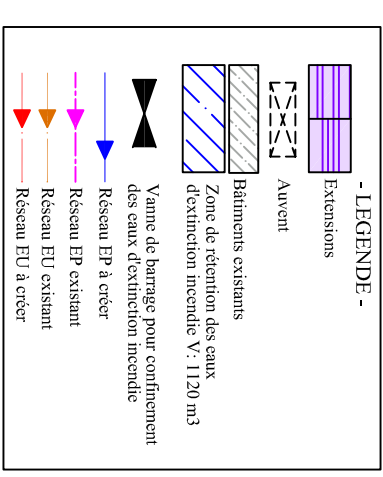 - LEGENDE -
Extensions
Auvent
Bâtiments existants
Zone de rétention des eaux
d'extinction incendie V: 1120 m3
Vanne de barrage pour confinement
des eaux d'extinction incendie
Réseau EP à créer
Réseau EP existant
Réseau EU existant
Réseau EU à créer